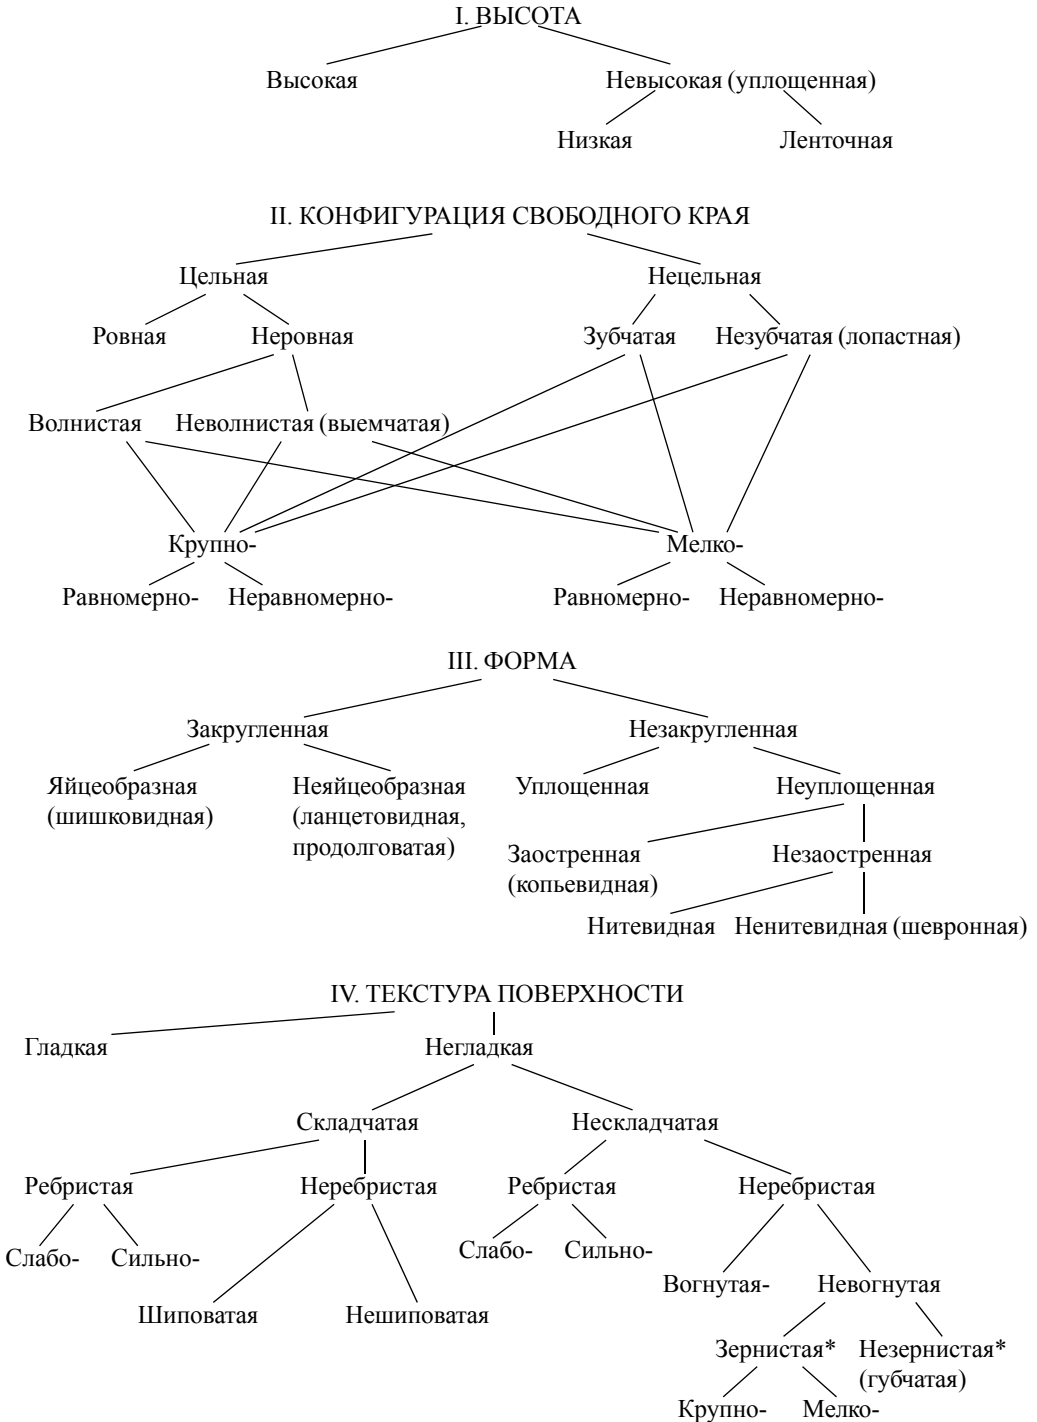 I. ВЫСОТА
Высокая Невысокая (уплощенная)
Низкая Ленточная
II. КОНФИГУРАЦИЯ СВОБОДНОГО КРАЯ
Цельная Нецельная
Ровная Неровная Зубчатая Незубчатая (лопастная)
Волнистая Неволнистая (выемчатая)
Крупно- Мелко-
Равномерно- Неравномерно- Равномерно- Неравномерно-
III. ФОРМА
Закругленная Незакругленная
Яйцеобразная Неяйцеобразная Уплощенная Неуплощенная
(шишковидная) (ланцетовидная,
продолговатая)
Заостренная Незаостренная
(копьевидная)
Нитевидная Ненитевидная (шевронная)
IV. ТЕКСТУРА ПОВЕРХНОСТИ
Гладкая Негладкая
Складчатая Нескладчатая
Ребристая Неребристая Ребристая Неребристая
Слабо- Сильно- Слабо- Сильно-
Вогнутая- Невогнутая
Шиповатая Нешиповатая
Зернистая* Незернистая*
(губчатая)
Крупно- Мелко-